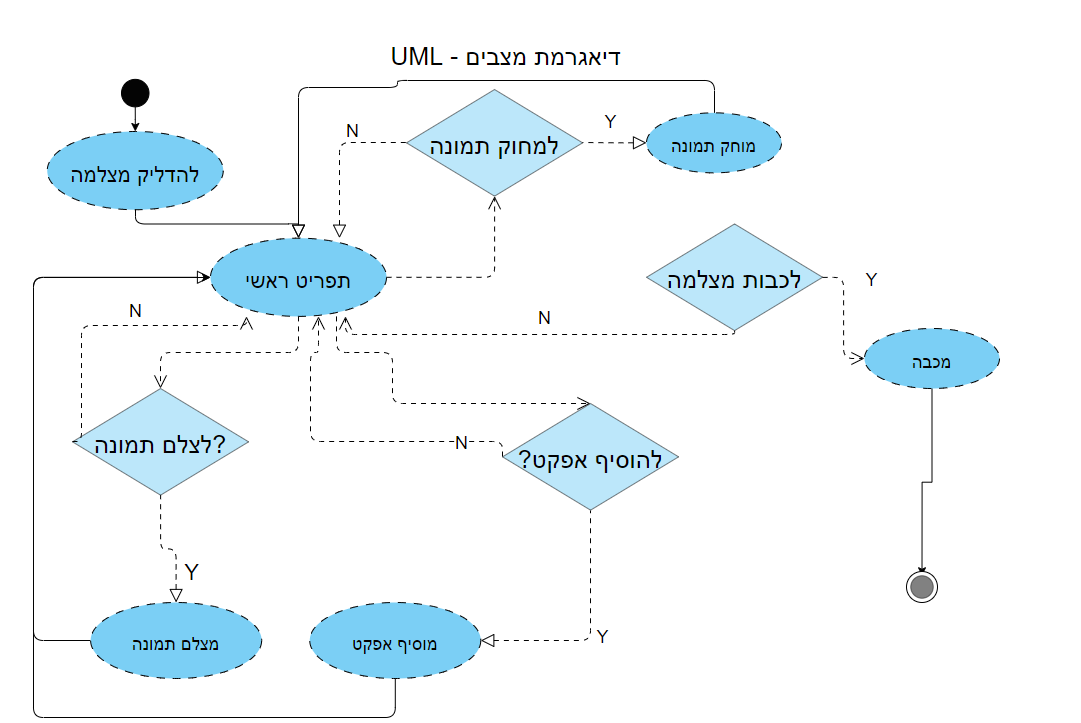 דיאגרמת מצבים - UML
להדליק מצלמה
N
למחוק תמונה
Y
מוחק תמונה
תפריט ראשי
לכבות מצלמה
Y
N
N
מכבה
?לצלם תמונה
N
להוסיף אפקט?
Y
מצלם תמונה
מוסיף אפקט
Y